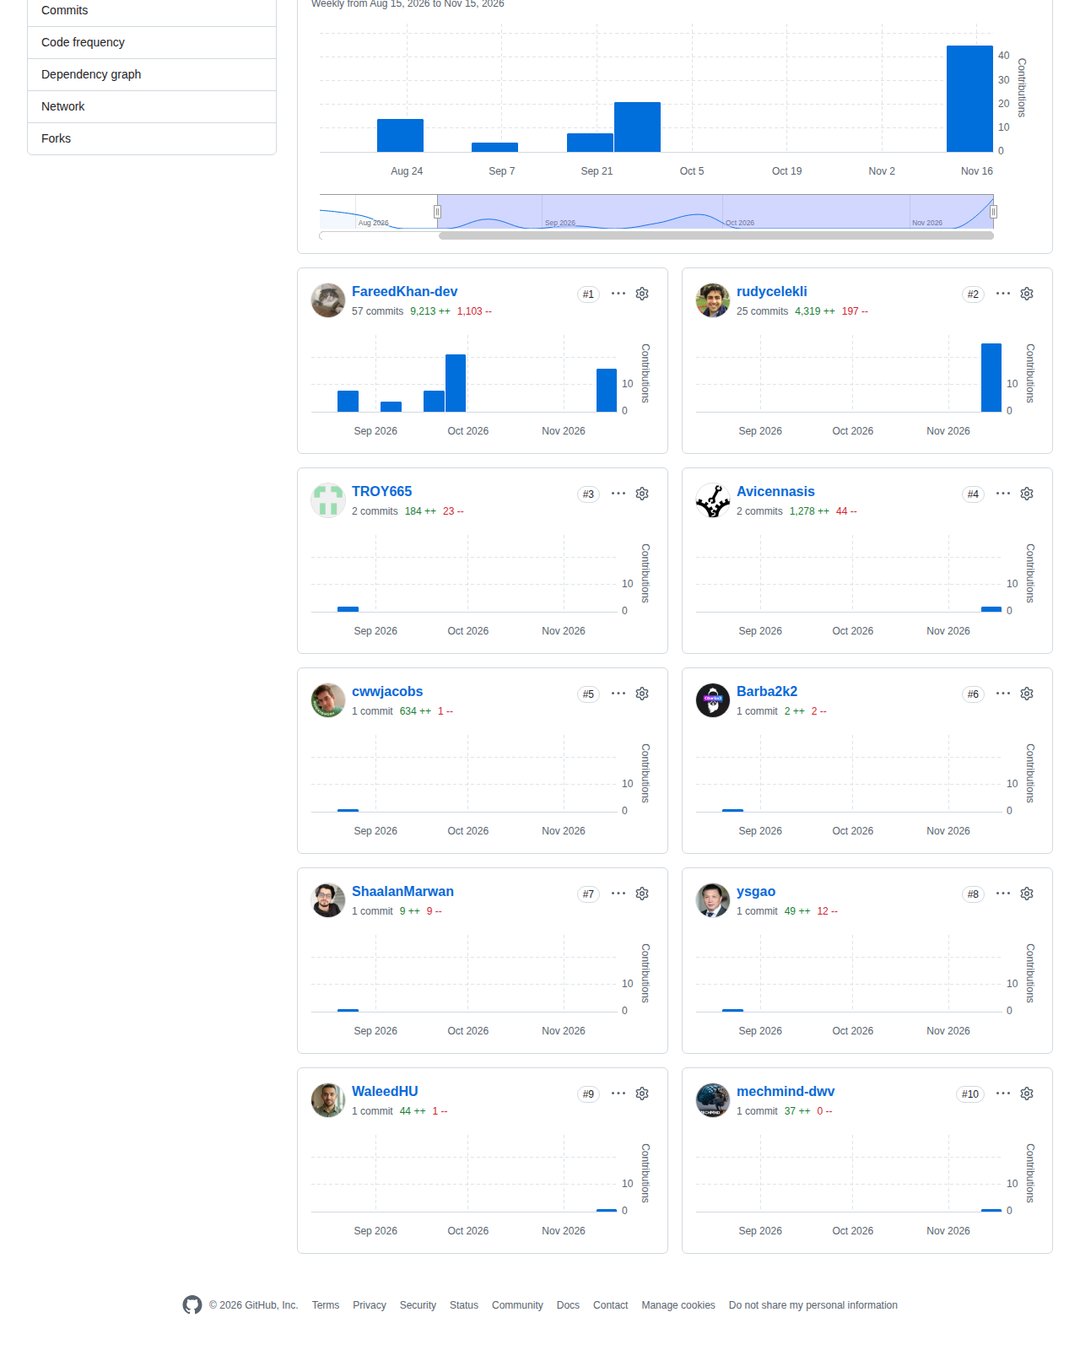 Commits
Code frequency
Dependency graph
Network
Forks
Weekly from Aug 15, 2026 to Nov 15, 2026
40
30
20
10
0
Contributions
Aug 24 Sep 7 Sep 21 Oct 5 Oct 19 Nov 2 Nov 16
Aug 2026 Sep 2026 Oct 2026 Nov 2026
FareedKhan-dev #1
57 commits 9,213 ++ 1,103 --
10
0
Contributions
Sep 2026 Oct 2026 Nov 2026
rudycelekli #2
25 commits 4,319 ++ 197 --
10
0
Contributions
Sep 2026 Oct 2026 Nov 2026
TROY665 #3
2 commits 184 ++ 23 --
10
0
Contributions
Sep 2026 Oct 2026 Nov 2026
Avicennasis #4
2 commits 1,278 ++ 44 --
10
0
Contributions
Sep 2026 Oct 2026 Nov 2026
cwwjacobs #5
1 commit 634 ++ 1 --
10
0
Contributions
Sep 2026 Oct 2026 Nov 2026
Barba2k2 #6
1 commit 2 ++ 2 --
10
0
Contributions
Sep 2026 Oct 2026 Nov 2026
ShaalanMarwan #7
1 commit 9 ++ 9 --
10
0
Contributions
Sep 2026 Oct 2026 Nov 2026
ysgao #8
1 commit 49 ++ 12 --
10
0
Contributions
Sep 2026 Oct 2026 Nov 2026
WaleedHU #9
1 commit 44 ++ 1 --
10
0
Contributions
Sep 2026 Oct 2026 Nov 2026
mechmind-dwv #10
1 commit 37 ++ 0 --
10
0
Contributions
Sep 2026 Oct 2026 Nov 2026
© 2026 GitHub, Inc. Terms Privacy Security Status Community Docs Contact Manage cookies Do not share my personal information